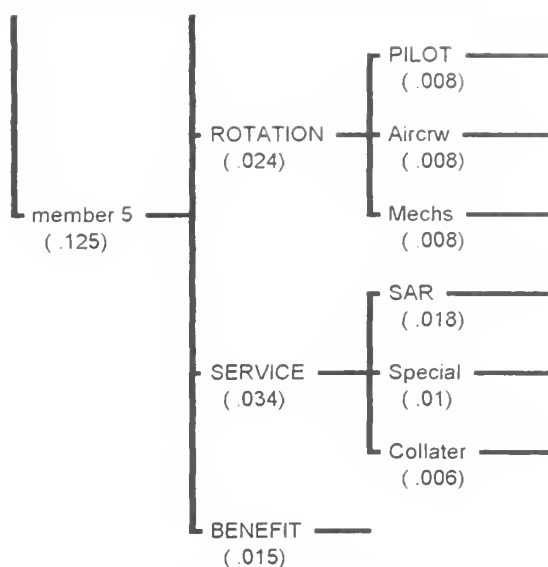 PILOT
( .008)
ROTATION
( .024)
Aircrw
( .008)
Mechs
( .008)
member 5
( .125)
SAR
( .018)
SERVICE
( .034)
Special
( .01)
Collater
( .006)
BENEFIT
( .015)